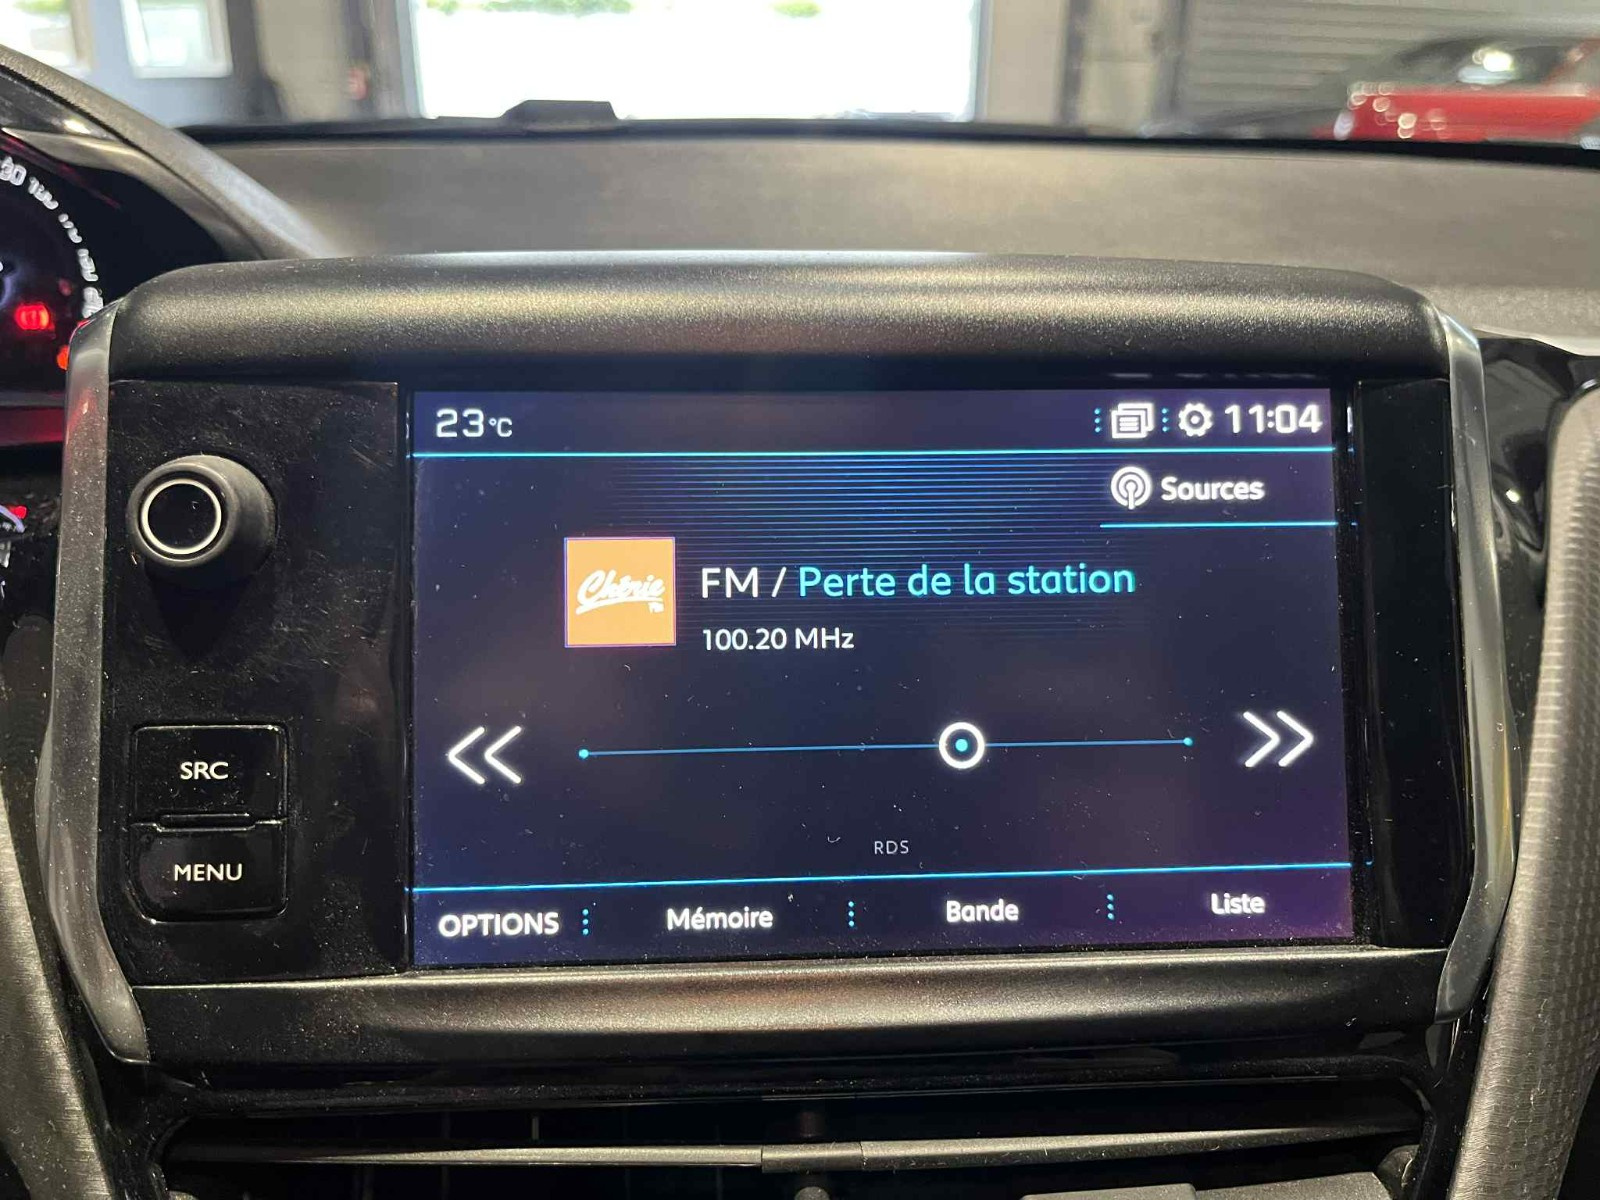 23°C
11:04
Sources
Chérie FM
FM / Perte de la station
100.20 MHz
SRC
MENU
RDS
OPTIONS
Mémoire
Bande
Liste